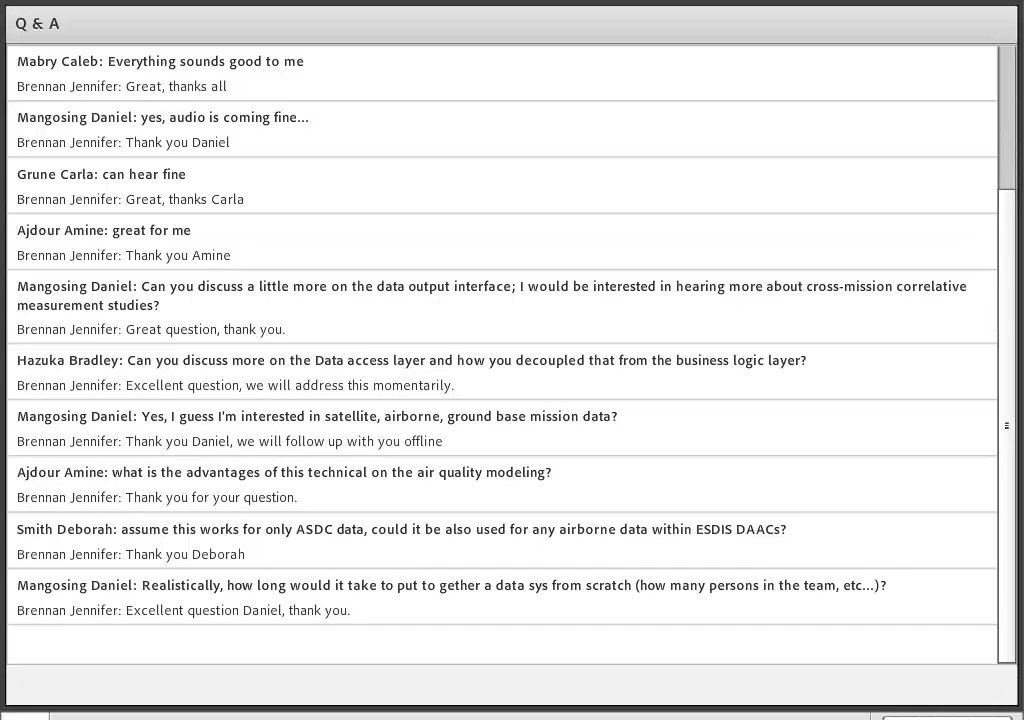 Q & A
Mabry Caleb: Everything sounds good to me
Brennan Jennifer: Great, thanks all
Mangosing Daniel: yes, audio is coming fine...
Brennan Jennifer: Thank you Daniel
Grune Carla: can hear fine
Brennan Jennifer: Great, thanks Carla
Ajdour Amine: great for me
Brennan Jennifer: Thank you Amine
Mangosing Daniel: Can you discuss a little more on the data output interface; I would be interested in hearing more about cross-mission correlative
measurement studies?
Brennan Jennifer: Great question, thank you.
Hazuka Bradley: Can you discuss more on the Data access layer and how you decoupled that from the business logic layer?
Brennan Jennifer: Excellent question, we will address this momentarily.
Mangosing Daniel: Yes, I guess I'm interested in satellite, airborne, ground base mission data?
Brennan Jennifer: Thank you Daniel, we will follow up with you offline
Ajdour Amine: what is the advantages of this technical on the air quality modeling?
Brennan Jennifer: Thank you for your question.
Smith Deborah: assume this works for only ASDC data, could it be also used for any airborne data within ESDIS DAACs?
Brennan Jennifer: Thank you Deborah
Mangosing Daniel: Realistically, how long would it take to put to gether a data sys from scratch (how many persons in the team, etc...)?
Brennan Jennifer: Excellent question Daniel, thank you.